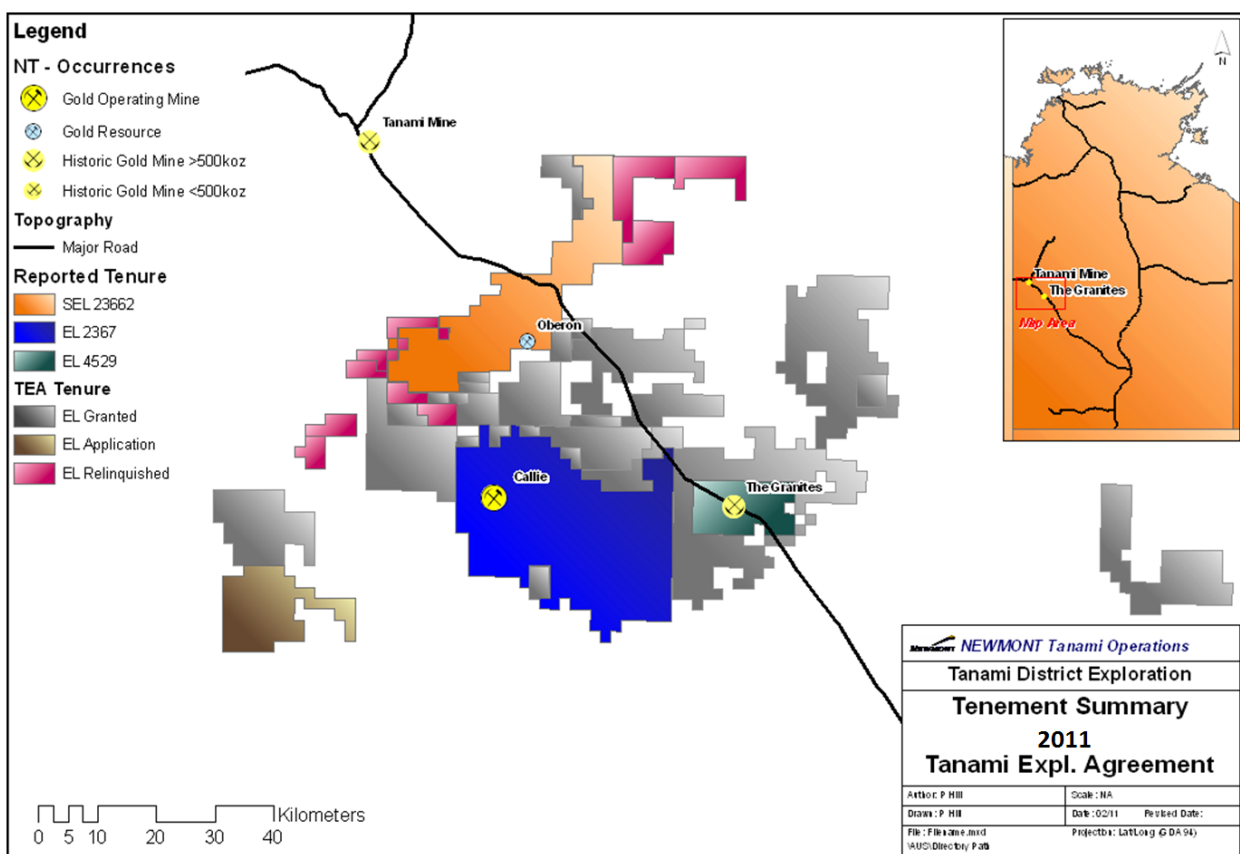 Legend
NT - Occurrences
Gold Operating Mine
Gold Resource
Historic Gold Mine >500koz
Historic Gold Mine <500koz
Topography
Major Road
Reported Tenure
SEL 23662
EL 2367
EL 4529
TEA Tenure
EL Granted
EL Application
EL Relinquished
Tanami Mine
Oberon
Callie
The Granites
N
Tanami Mine
The Granites
Map Area
Kilometers
0 5 10 20 30 40
NEWMONT NEWMONT Tanami Operations
Tanami District Exploration
Tenement Summary
2011
Tanami Expl. Agreement
Author: P Hill
Scale: NA
Drawn: P Hill
Date: 02/11 Revised Date:
File: Filename.mxd
Projection: Lat/Long (GDA 94)
\AUS\Directory Path